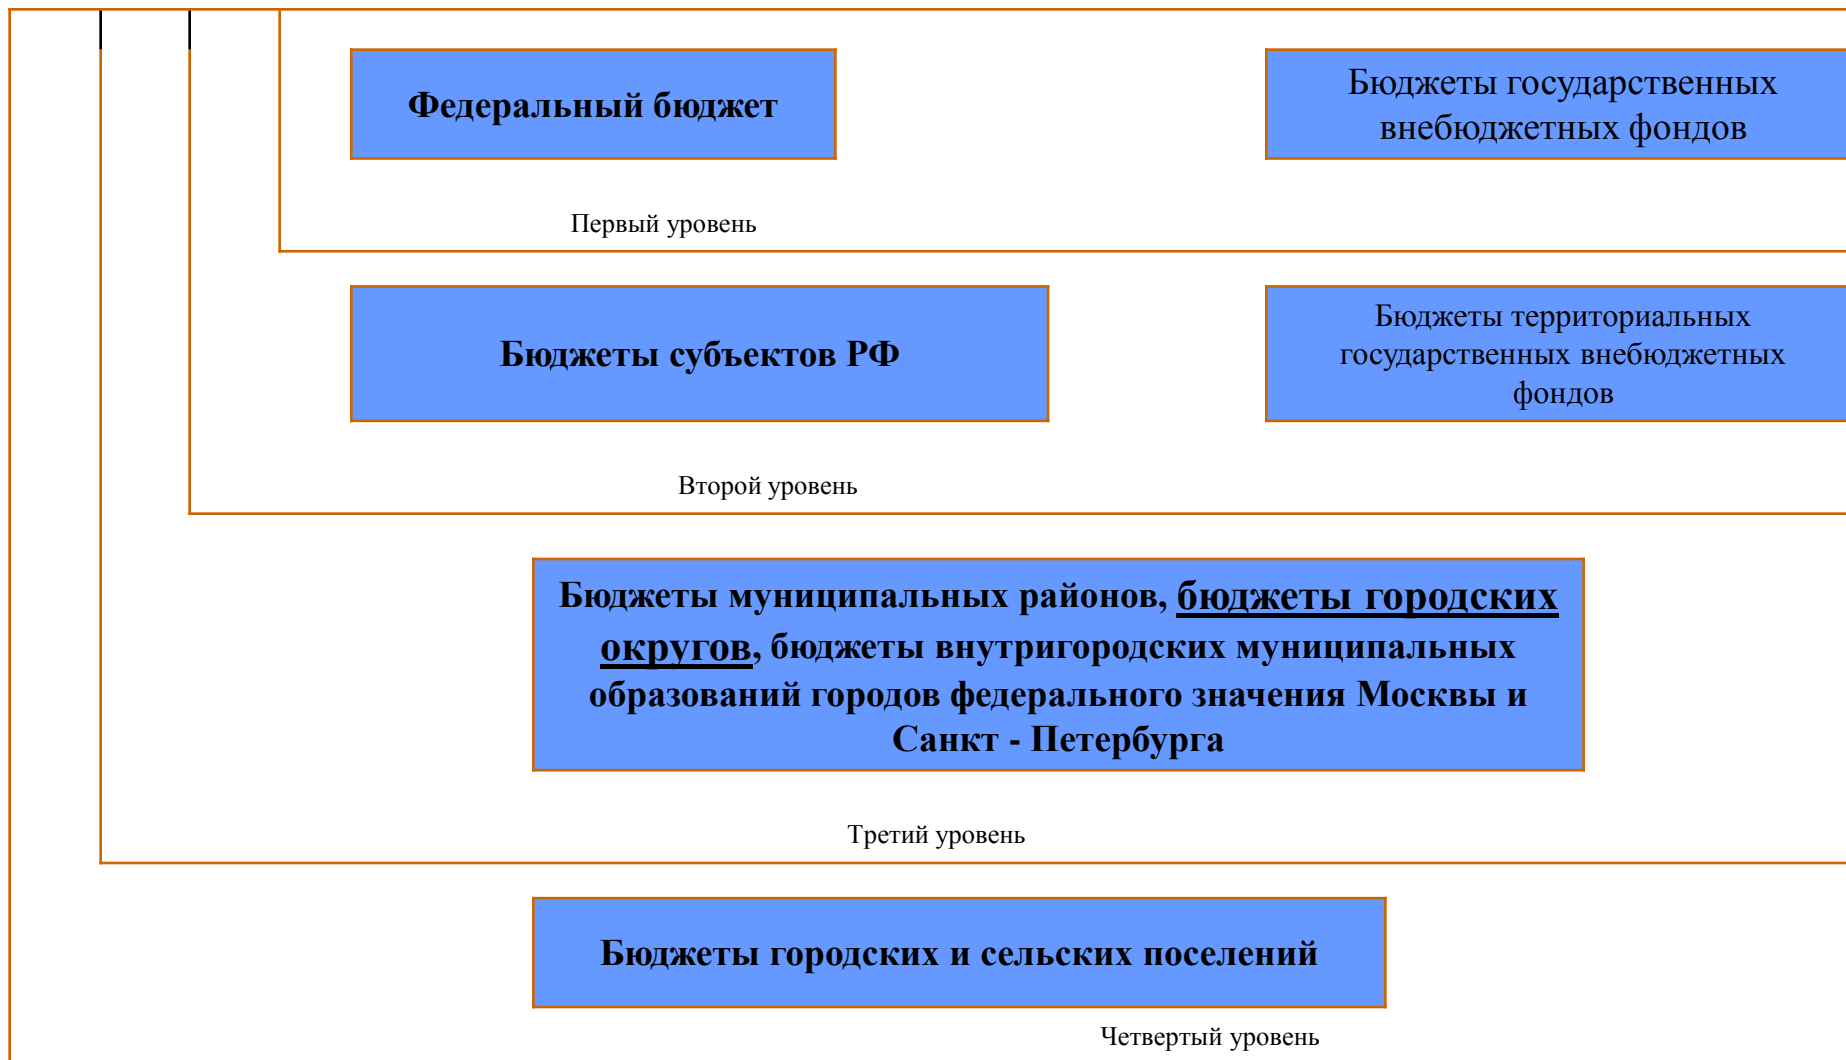 Федеральный бюджет
Бюджеты государственных
внебюджетных фондов
Первый уровень
Бюджеты субъектов РФ
Бюджеты территориальных
государственных внебюджетных
фондов
Второй уровень
Бюджеты муниципальных районов, бюджеты городских
округов, бюджеты внутригородских муниципальных
образований городов федерального значения Москвы и
Санкт - Петербурга
Третий уровень
Бюджеты городских и сельских поселений
Четвертый уровень